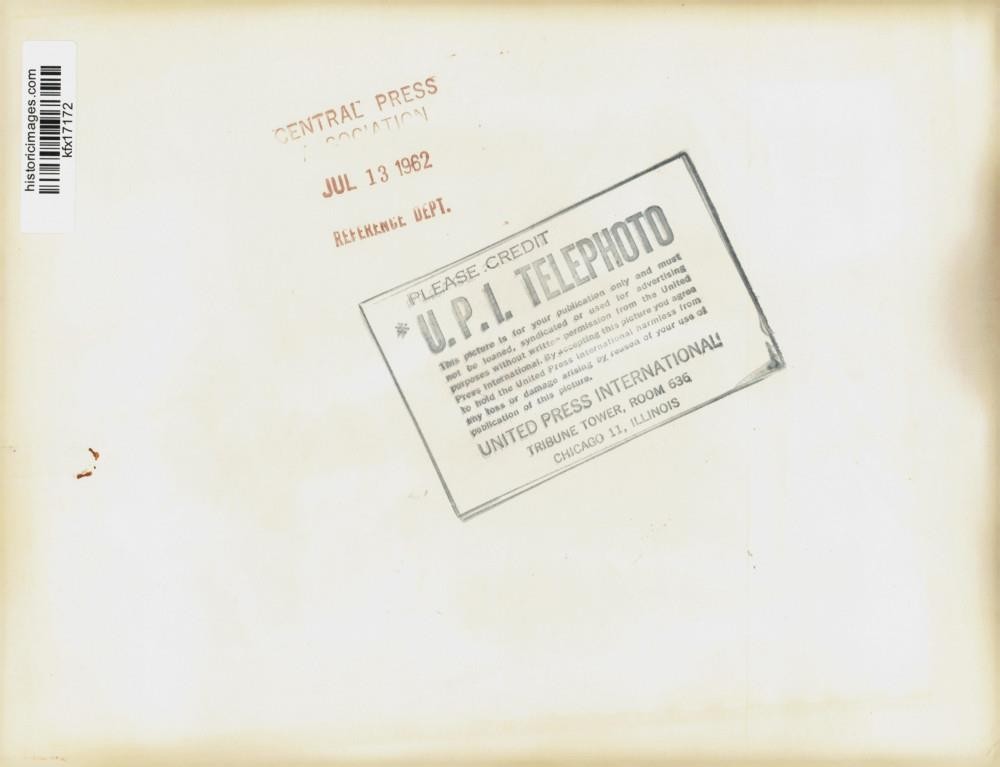 historicimages.com
kfx17172
CENTRAL PRESS
ASSOCIATION
JUL 13 1962
REFERENCE DEPT.
PLEASE CREDIT
* U.P.I. TELEPHOTO
This picture is for your publication only and must
not be loaned, syndicated or used for advertising
purposes without written permission from the United
Press International. By accepting this picture you agree
to hold the United Press International harmless from
any loss or damage arising by reason of your use of
publication of this picture.
UNITED PRESS INTERNATIONAL
TRIBUNE TOWER, ROOM 636
CHICAGO 11, ILLINOIS